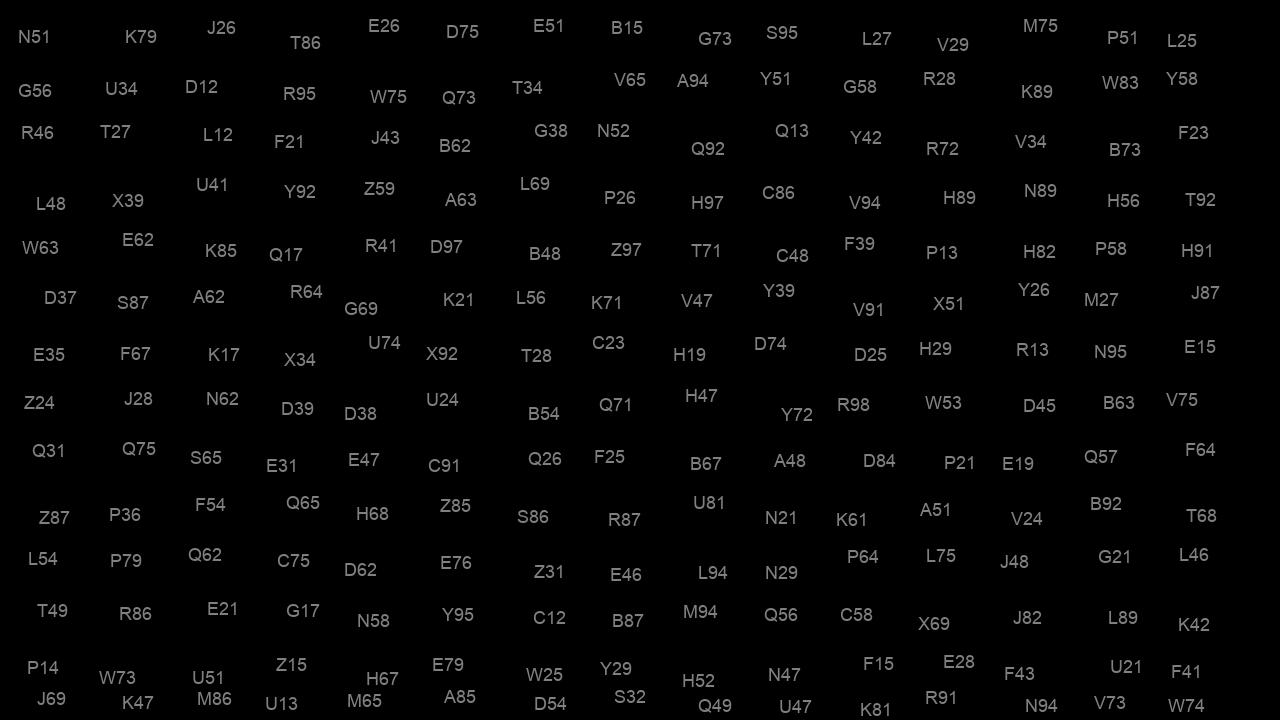 N51 K79 J26 T86 E26 D75 E51 B15 G73 S95 L27 V29 M75 P51 L25
G56 U34 D12 R95 W75 Q73 T34 V65 A94 Y51 G58 R28 K89 W83 Y58
R46 T27 L12 F21 J43 B62 G38 N52 Q92 Q13 Y42 R72 V34 B73 F23
L48 X39 U41 Y92 Z59 A63 L69 P26 H97 C86 V94 H89 N89 H56 T92
W63 E62 K85 Q17 R41 D97 B48 Z97 T71 C48 F39 P13 H82 P58 H91
D37 S87 A62 R64 G69 K21 L56 K71 V47 Y39 V91 X51 Y26 M27 J87
E35 F67 K17 X34 U74 X92 T28 C23 H19 D74 D25 H29 R13 N95 E15
Z24 J28 N62 D39 D38 U24 B54 Q71 H47 Y72 R98 W53 D45 B63 V75
Q31 Q75 S65 E31 E47 C91 Q26 F25 B67 A48 D84 P21 E19 Q57 F64
Z87 P36 F54 Q65 H68 Z85 S86 R87 U81 N21 K61 A51 V24 B92 T68
L54 P79 Q62 C75 D62 E76 Z31 E46 L94 N29 P64 L75 J48 G21 L46
T49 R86 E21 G17 N58 Y95 C12 B87 M94 Q56 C58 X69 J82 L89 K42
P14 W73 U51 Z15 H67 E79 W25 Y29 H52 N47 F15 E28 F43 U21 F41
J69 K47 M86 U13 M65 A85 D54 S32 Q49 U47 K81 R91 N94 V73 W74